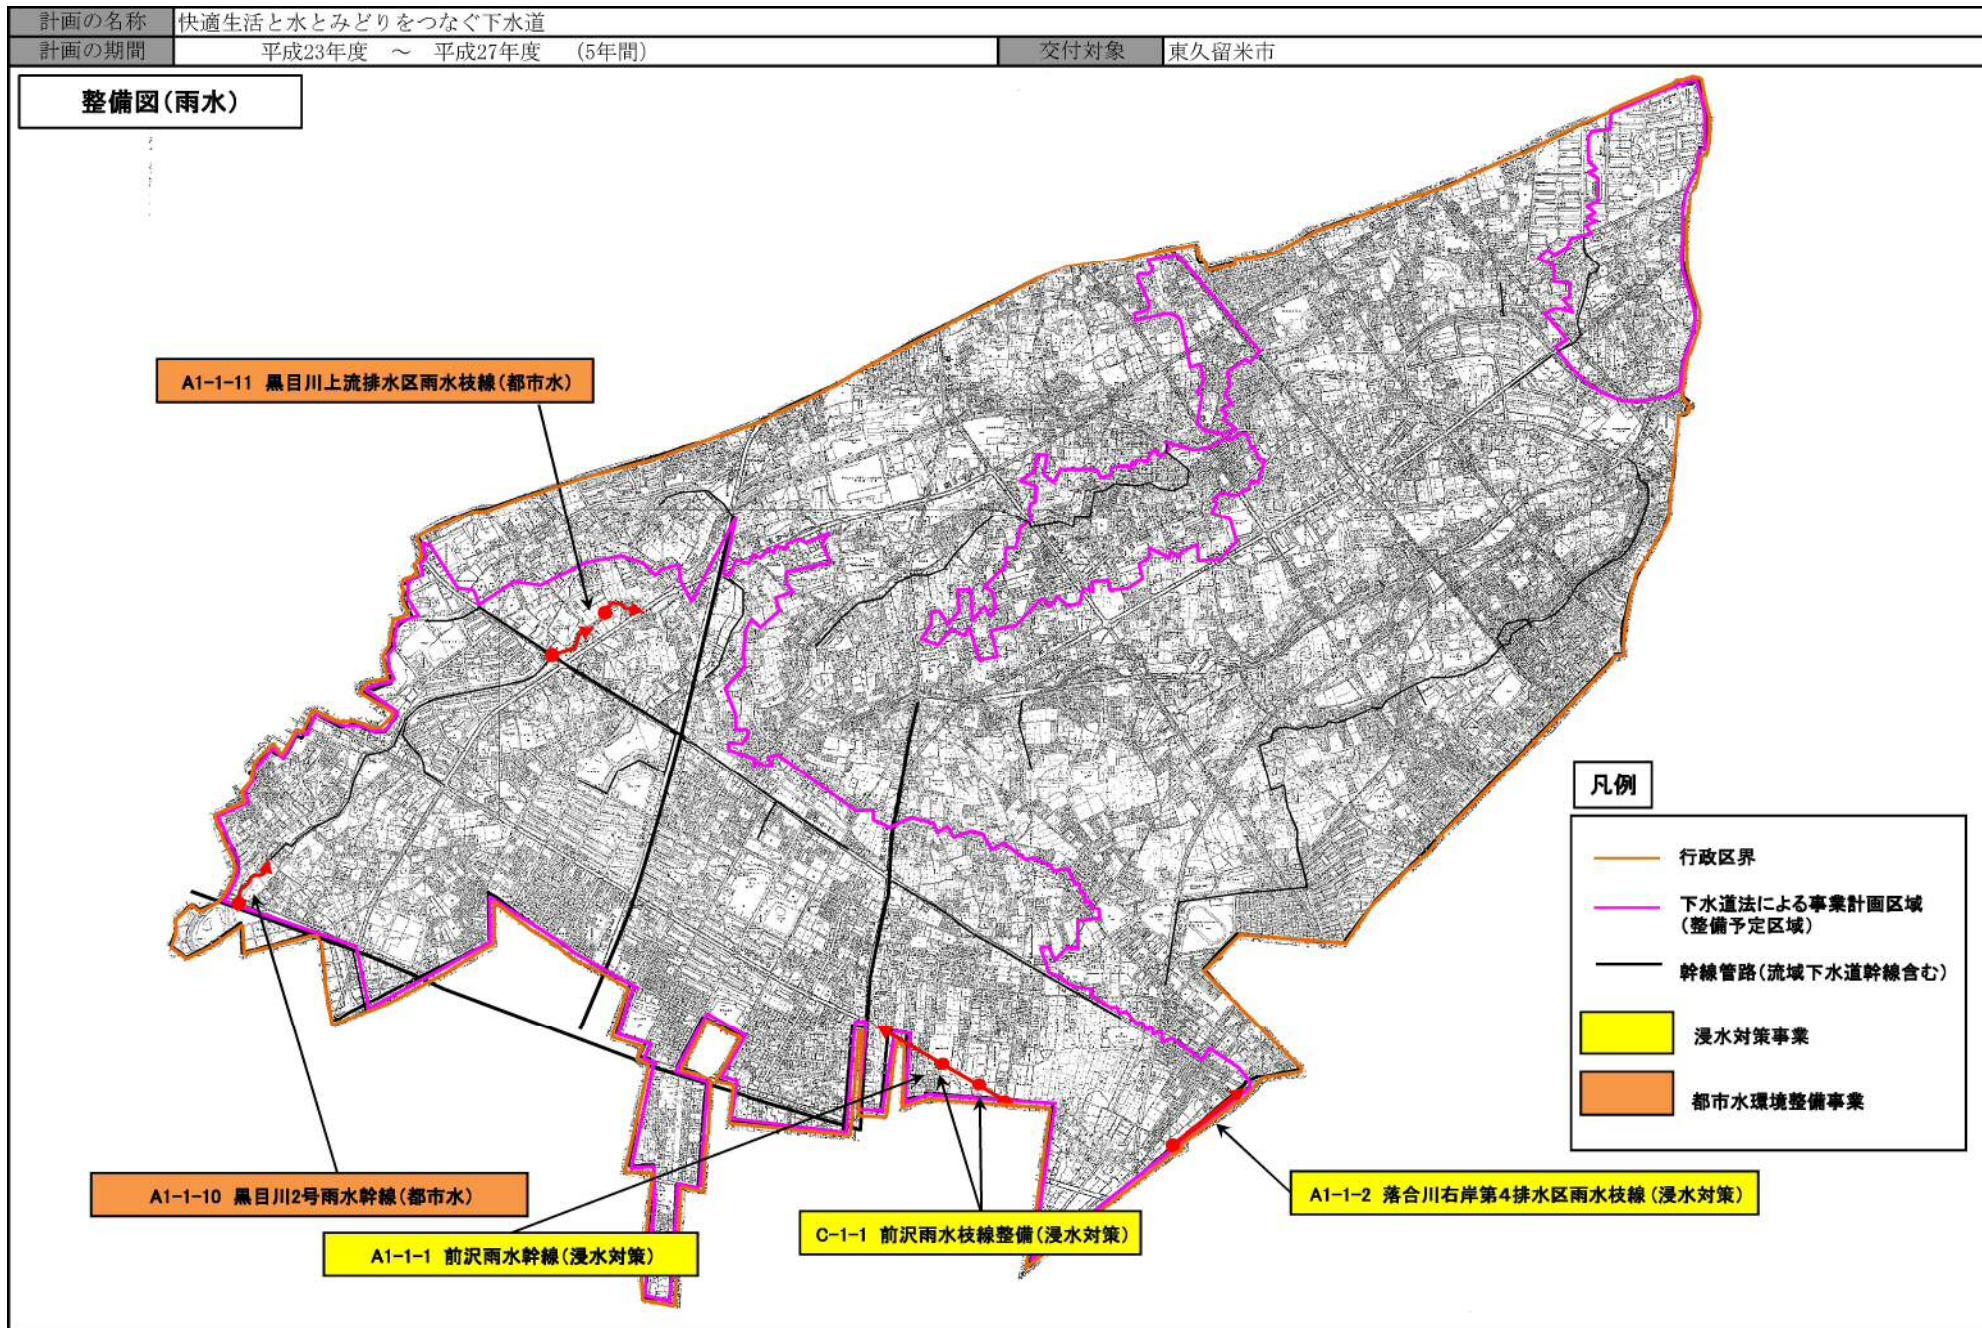 計画の名称 快適生活と水とみどりをつなぐ下水道
計画の期間 平成23年度 ～ 平成27年度 (5年間) 交付対象 東久留米市
整備図(雨水)
A1-1-11 黒目川上流排水区雨水枝線(都市水)
凡例
行政区界
下水道法による事業計画区域
(整備予定区域)
幹線管路(流域下水道幹線含む)
浸水対策事業
都市水環境整備事業
A1-1-10 黒目川2号雨水幹線(都市水)
A1-1-2 落合川右岸第4排水区雨水枝線(浸水対策)
C-1-1 前沢雨水枝線整備(浸水対策)
A1-1-1 前沢雨水幹線(浸水対策)